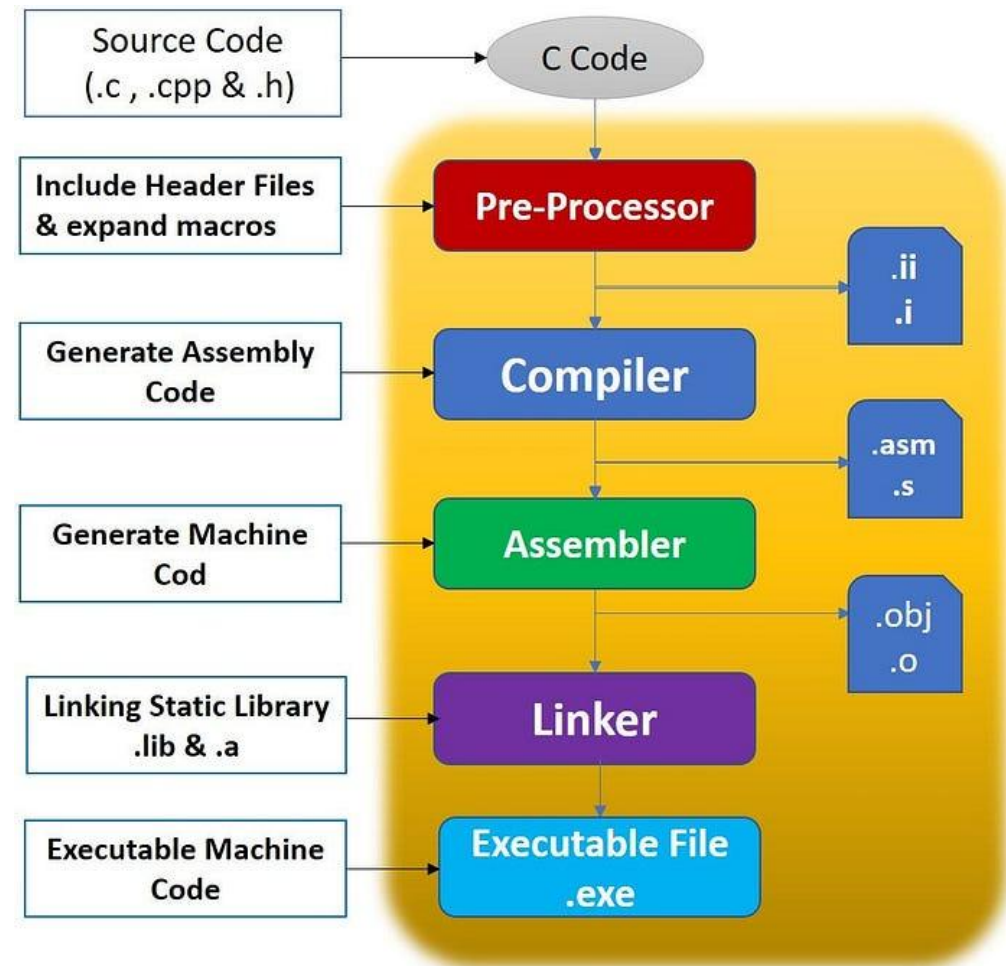 Source Code
(.c , .cpp & .h)
C Code
Include Header Files
& expand macros
Pre-Processor
.ii
.i
Generate Assembly
Code
Compiler
.asm
.s
Generate Machine
Cod
Assembler
.obj
.o
Linking Static Library
.lib & .a
Linker
Executable Machine
Code
Executable File
.exe